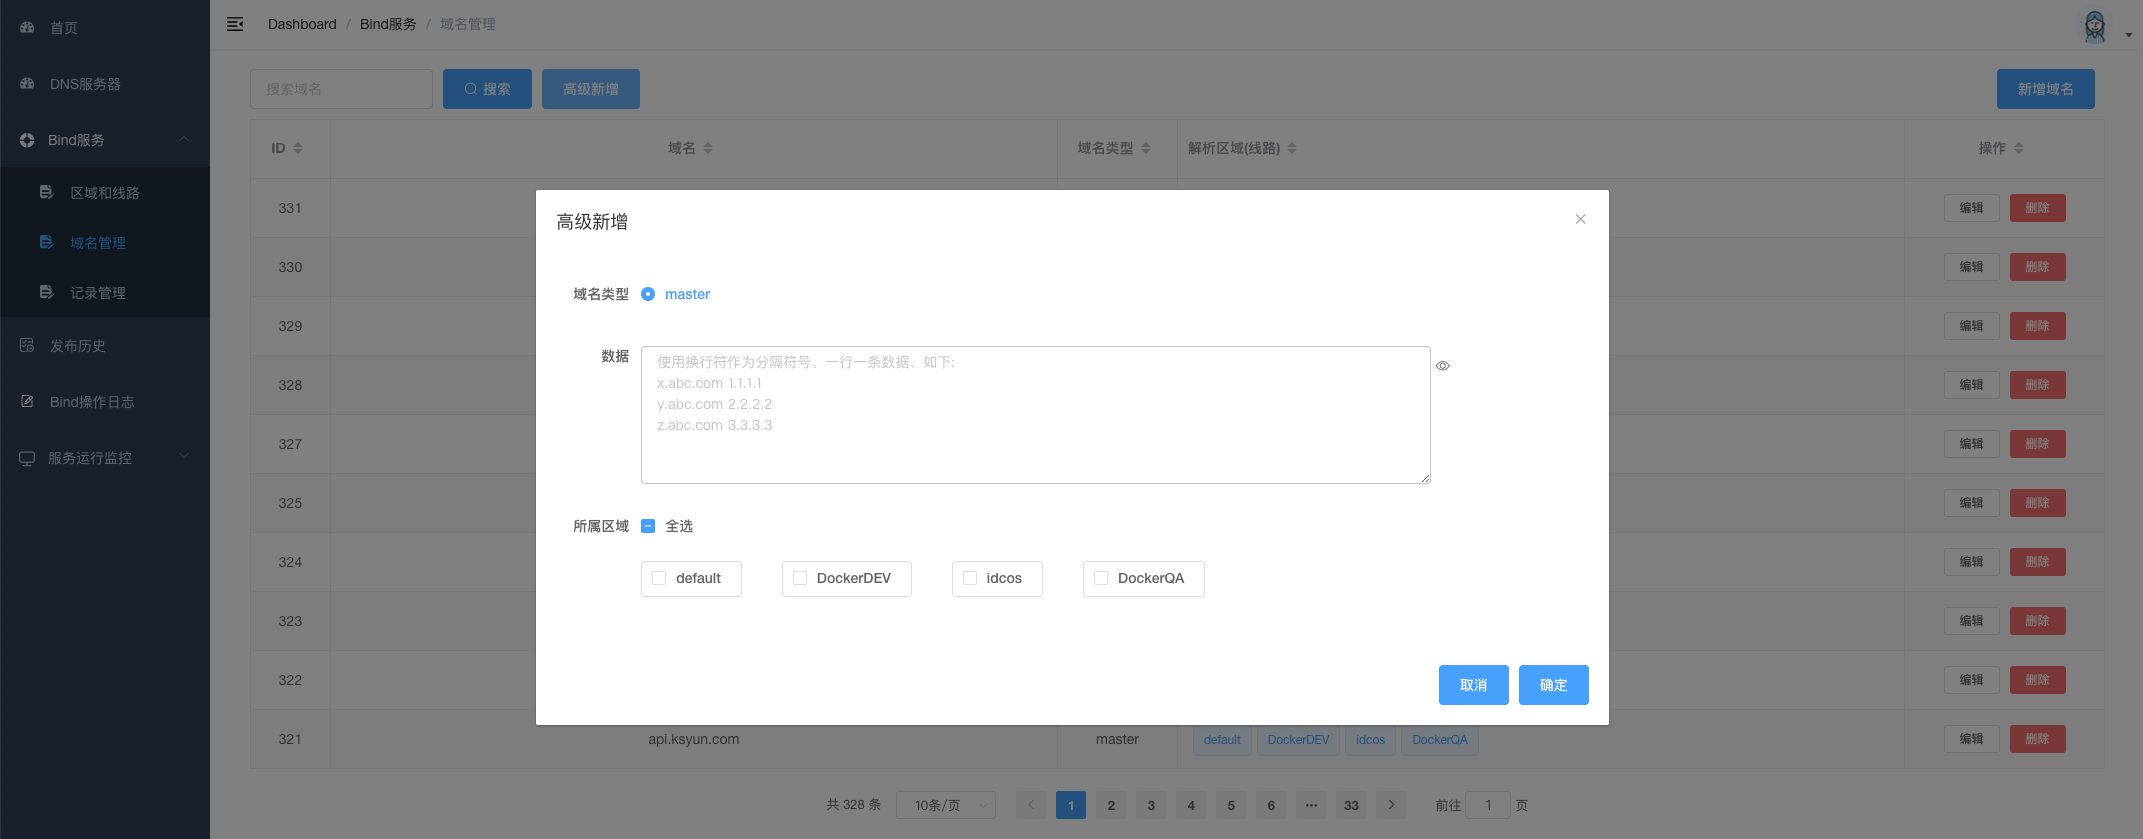 首页
DNS服务器
Bind服务
区域和线路
域名管理
记录管理
发布历史
Bind操作日志
服务运行监控
Dashboard / Bind服务 / 域名管理
搜索域名 搜索 高级新增 新增域名
ID 域名 域名类型 解析区域(线路) 操作
331 编辑 删除
330 编辑 删除
329 编辑 删除
328 编辑 删除
327 编辑 删除
325 编辑 删除
324 编辑 删除
323 编辑 删除
322 编辑 删除
321 api.ksyun.com master default DockerDEV idcos DockerQA 编辑 删除
共 328 条 10条/页 1 2 3 4 5 6 ••• 33 前往 1 页
高级新增
域名类型 master
数据 使用换行符作为分隔符号、一行一条数据、如下:
x.abc.com 1.1.1.1
y.abc.com 2.2.2.2
z.abc.com 3.3.3.3
所属区域 全选
default DockerDEV idcos DockerQA
取消 确定